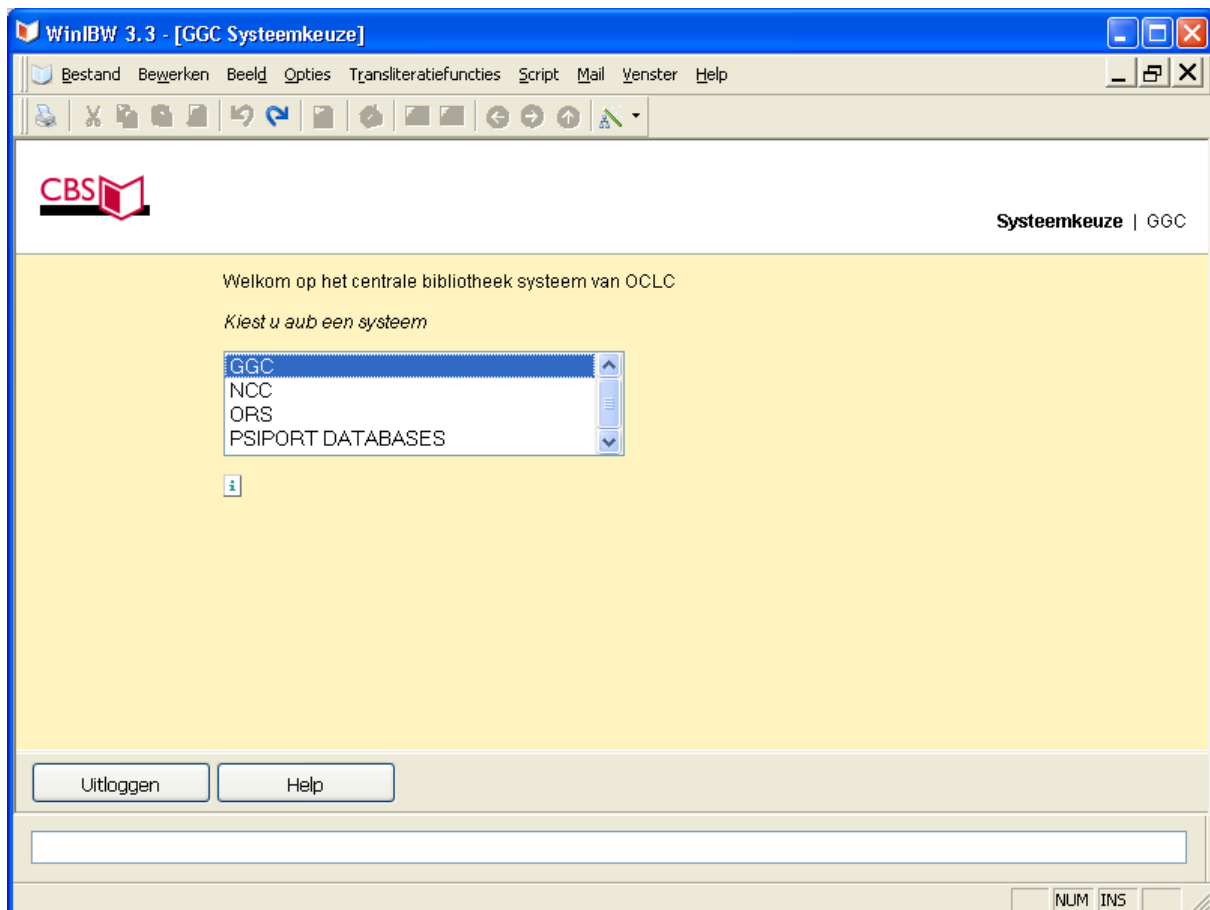 WinIBW 3.3 - [GGC Systeemkeuze]
Bestand Bewerken Beeld Opties Transliteratiefuncties Script Mail Venster Help
CBS
Systeemkeuze | GGC
Welkom op het centrale bibliotheek systeem van OCLC
Kiest u aub een systeem
GGC
NCC
ORS
PSIPORT DATABASES
i
Uitloggen Help
NUM INS